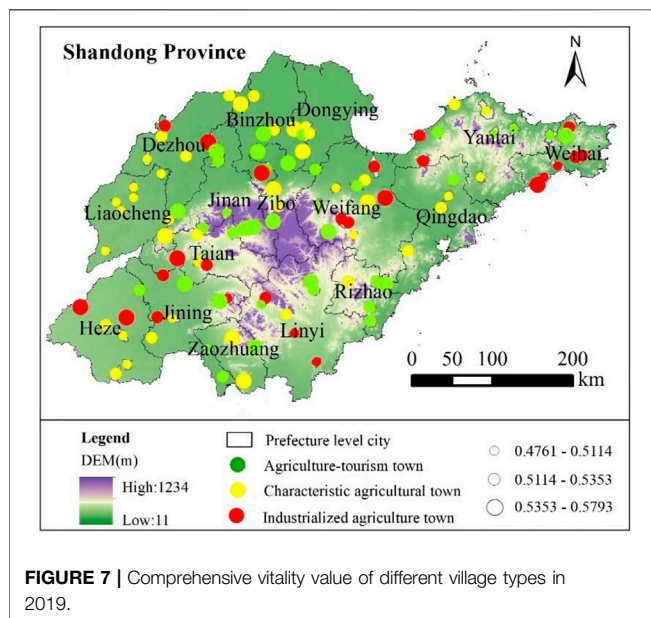 Shandong Province
N
Dongying
Binzhou
Dezhou
Yantai
Weihai
Liaocheng
Jinan
Zibo
Weifang
Qingdao
Taian
Rizhao
Jining
Heze
Linyi
Zaozhuang
0 50 100 200
km
Legend
DEM(m)
High:1234
Low:11
Prefecture level city
Agriculture-tourism town
Characteristic agricultural town
Industrialized agriculture town
0.4761 - 0.5114
0.5114 - 0.5353
0.5353 - 0.5793
FIGURE 7 | Comprehensive vitality value of different village types in
2019.